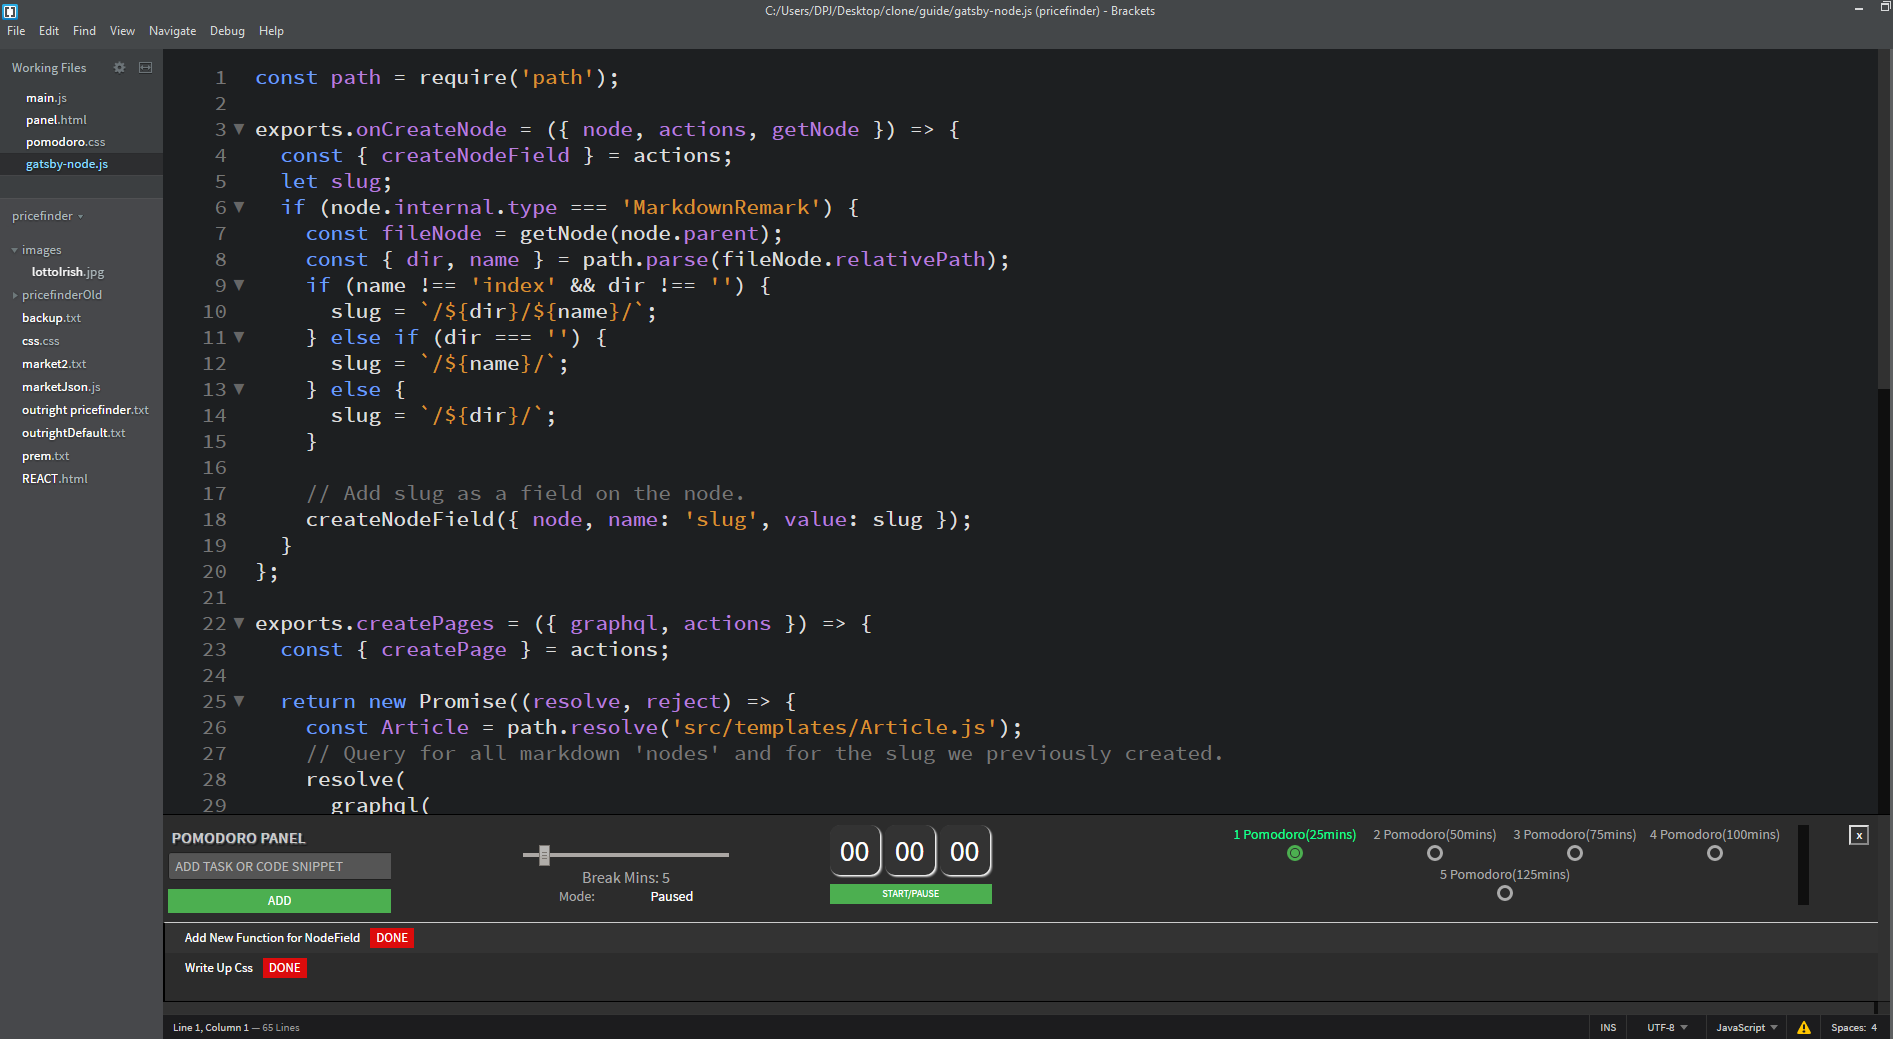 C:/Users/DPJ/Desktop/clone/guide/gatsby-node.js (pricefinder) - Brackets
File Edit Find View Navigate Debug Help
Working Files
main.js
panel.html
pomodoro.css
gatsby-node.js
pricefinder
images
lottoIrish.jpg
pricefinderOld
backup.txt
css.css
market2.txt
marketJson.js
outright pricefinder.txt
outrightDefault.txt
prem.txt
REACT.html
1 const path = require('path');
2
3 exports.onCreateNode = ({ node, actions, getNode }) => {
4 const { createNodeField } = actions;
5 let slug;
6 if (node.internal.type === 'MarkdownRemark') {
7 const fileNode = getNode(node.parent);
8 const { dir, name } = path.parse(fileNode.relativePath);
9 if (name !== 'index' && dir !== '') {
10 slug = `/${dir}/${name}/`;
11 } else if (dir === '') {
12 slug = `/${name}/`;
13 } else {
14 slug = `/${dir}/`;
15 }
16
17 // Add slug as a field on the node.
18 createNodeField({ node, name: 'slug', value: slug });
19 }
20 };
21
22 exports.createPages = ({ graphql, actions }) => {
23 const { createPage } = actions;
24
25 return new Promise((resolve, reject) => {
26 const Article = path.resolve('src/templates/Article.js');
27 // Query for all markdown 'nodes' and for the slug we previously created.
28 resolve(
29 graphql(
POMODORO PANEL
ADD TASK OR CODE SNIPPET
ADD
Break Mins: 5
Mode: Paused
00 00 00
START/PAUSE
1 Pomodoro(25mins) 2 Pomodoro(50mins) 3 Pomodoro(75mins) 4 Pomodoro(100mins)
5 Pomodoro(125mins)
x
Add New Function for NodeField DONE
Write Up Css DONE
Line 1, Column 1 — 65 Lines
INS UTF-8 JavaScript Spaces: 4